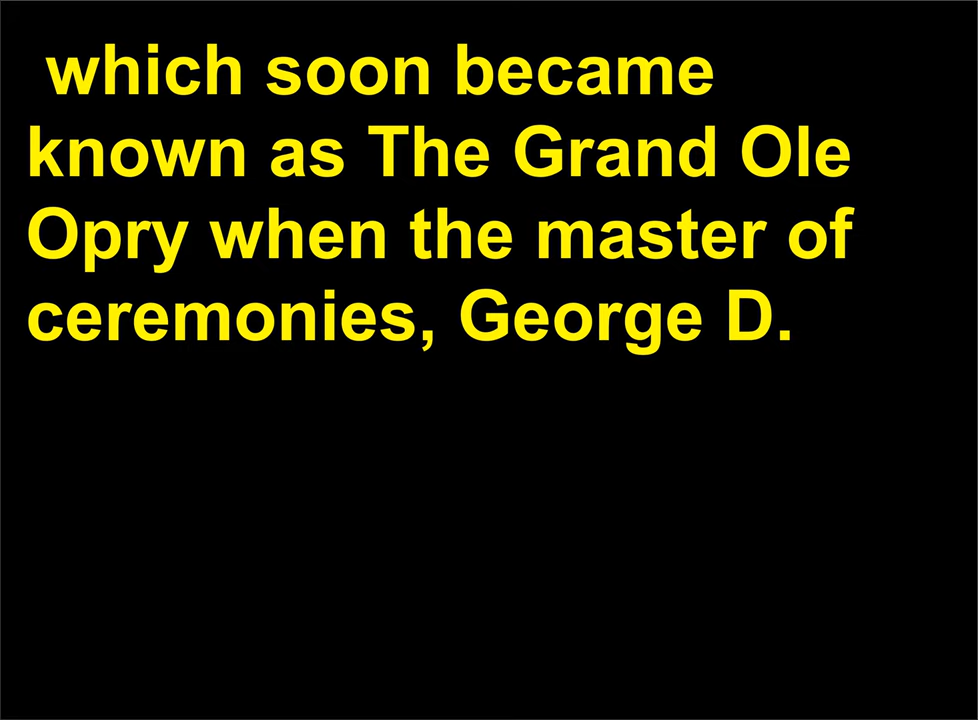 which soon became
known as The Grand Ole
Opry when the master of
ceremonies, George D.